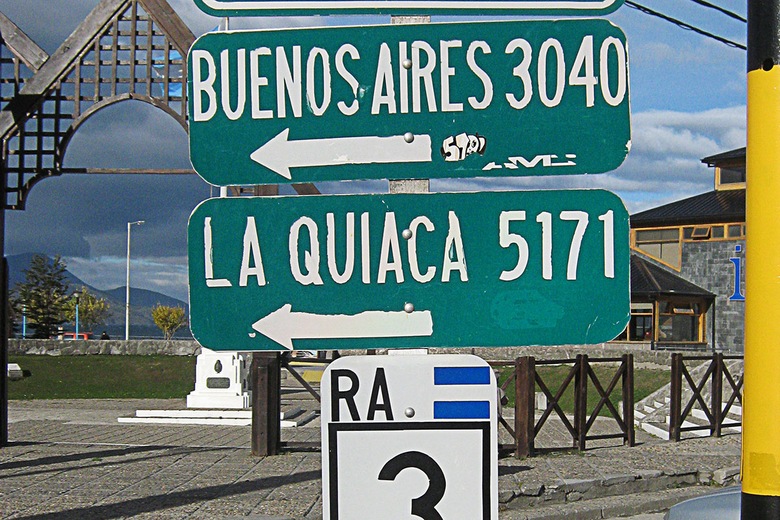 BUENOS AIRES 3040
LA QUIACA 5171
RA
3